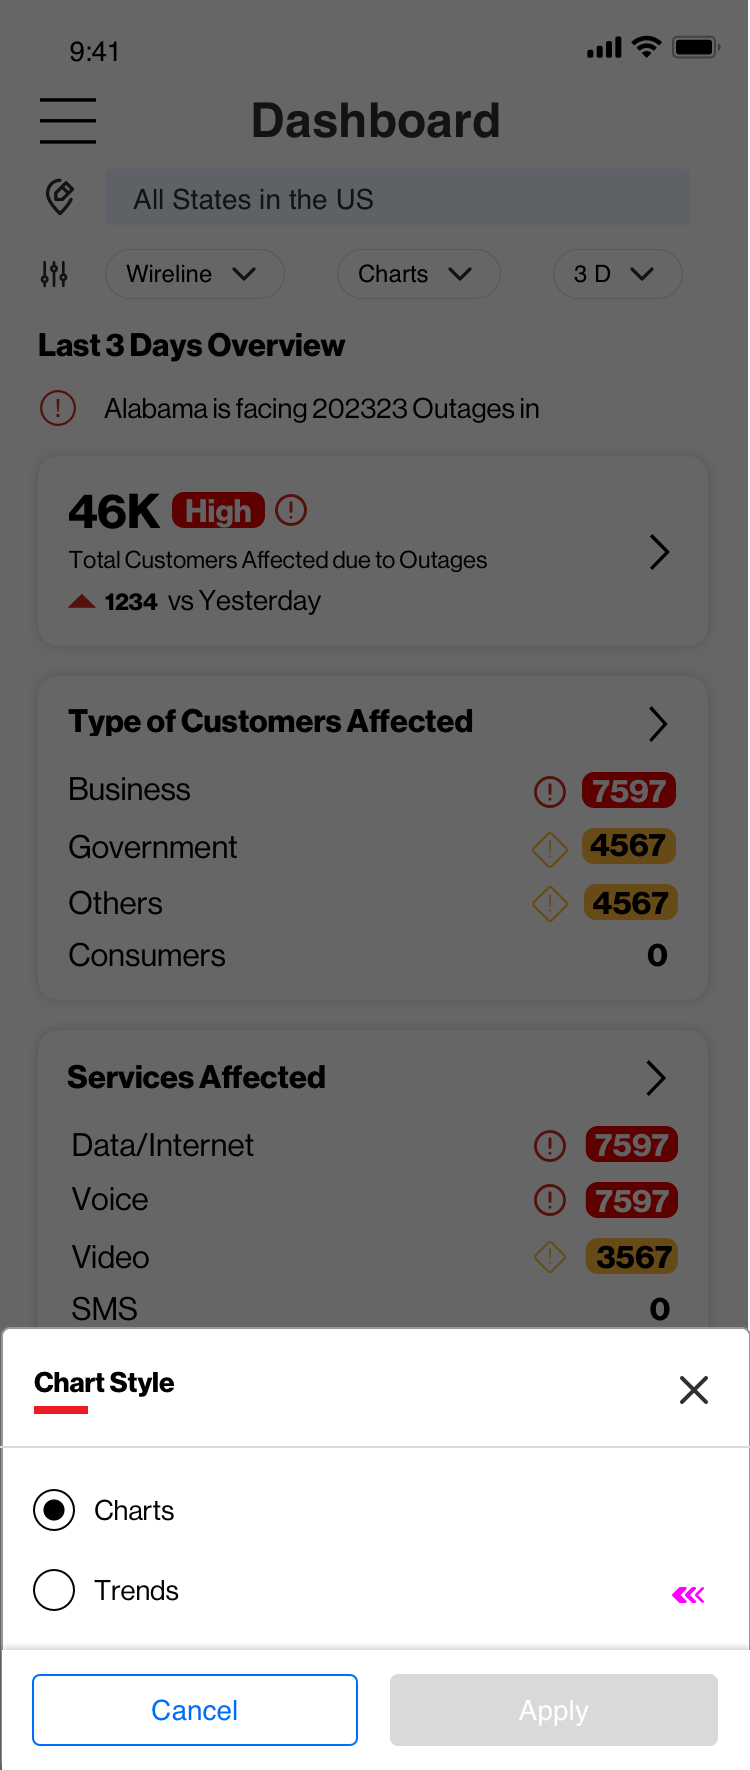 9:41
Dashboard
All States in the US
Wireline Charts 3 D
Last 3 Days Overview
Alabama is facing 202323 Outages in
46K High
Total Customers Affected due to Outages
1234 vs Yesterday
Type of Customers Affected
Business 7597
Government 4567
Others 4567
Consumers 0
Services Affected
Data/Internet 7597
Voice 7597
Video 3567
SMS 0
Chart Style
Charts
Trends
Cancel Apply